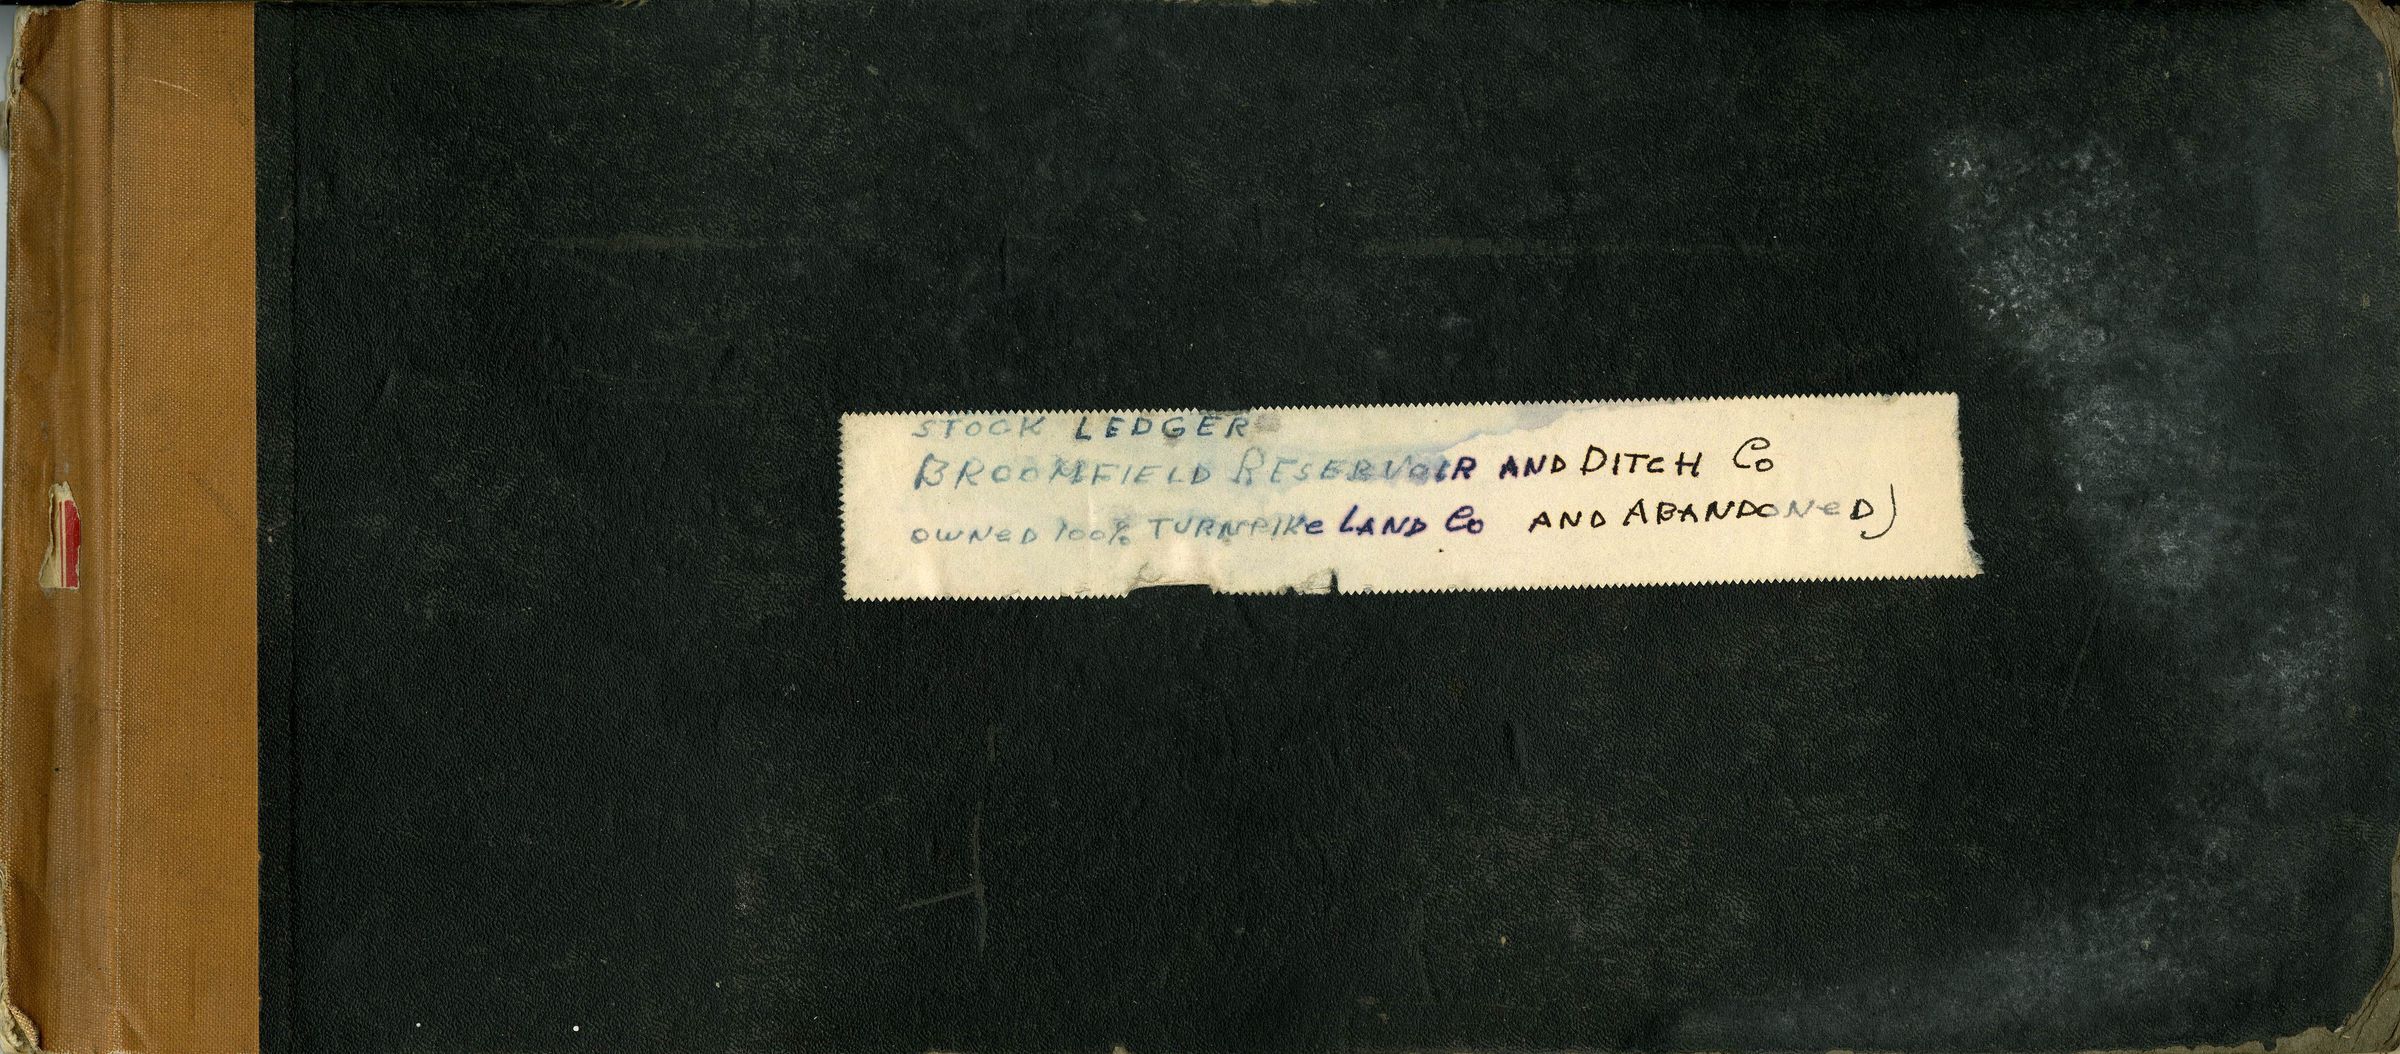 STOCK LEDGER
BROOMFIELD RESERVOIR AND DITCH Co
OWNeD 100% TURNPIKe LAND Co AND ABANDONeD)